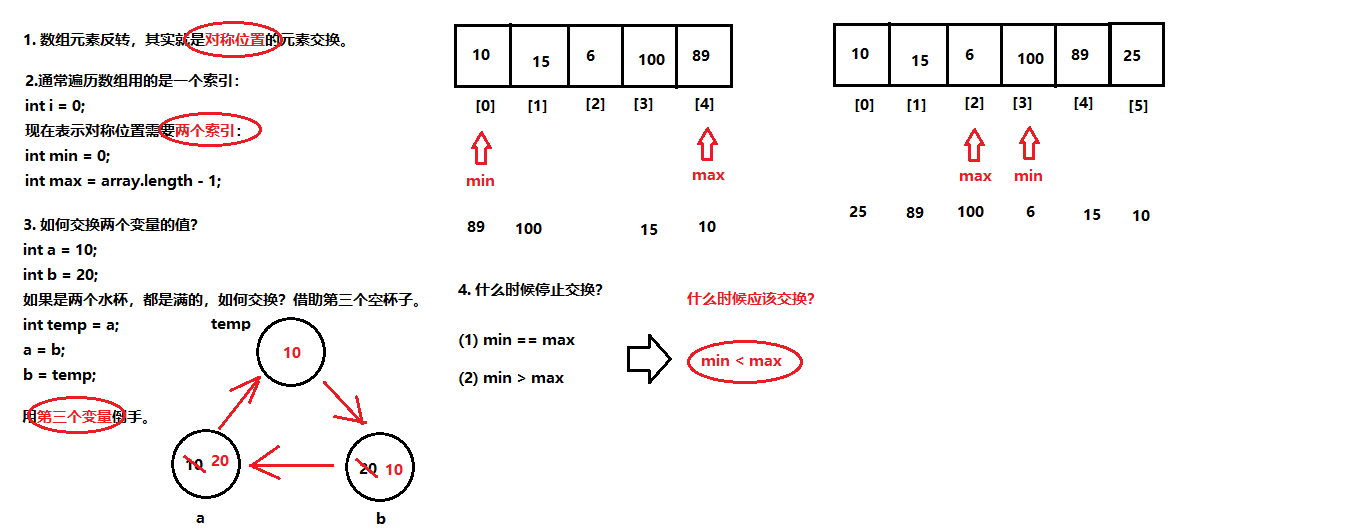 1. 数组元素反转，其实就是对称位置的元素交换。
2.通常遍历数组用的是一个索引：
int i = 0;
现在表示对称位置需要两个索引：
int min = 0;
int max = array.length - 1;
3. 如何交换两个变量的值？
int a = 10;
int b = 20;
如果是两个水杯，都是满的，如何交换？借助第三个空杯子。
int temp = a;
a = b;
b = temp;
用第三个变量倒手。
temp
10
10 20
20 10
a b
10 15 6 100 89
[0] [1] [2] [3] [4]
min max
89 100 15 10
4. 什么时候停止交换？
(1) min == max
(2) min > max
什么时候应该交换？
min < max
10 15 6 100 89 25
[0] [1] [2] [3] [4] [5]
max min
25 89 100 6 15 10